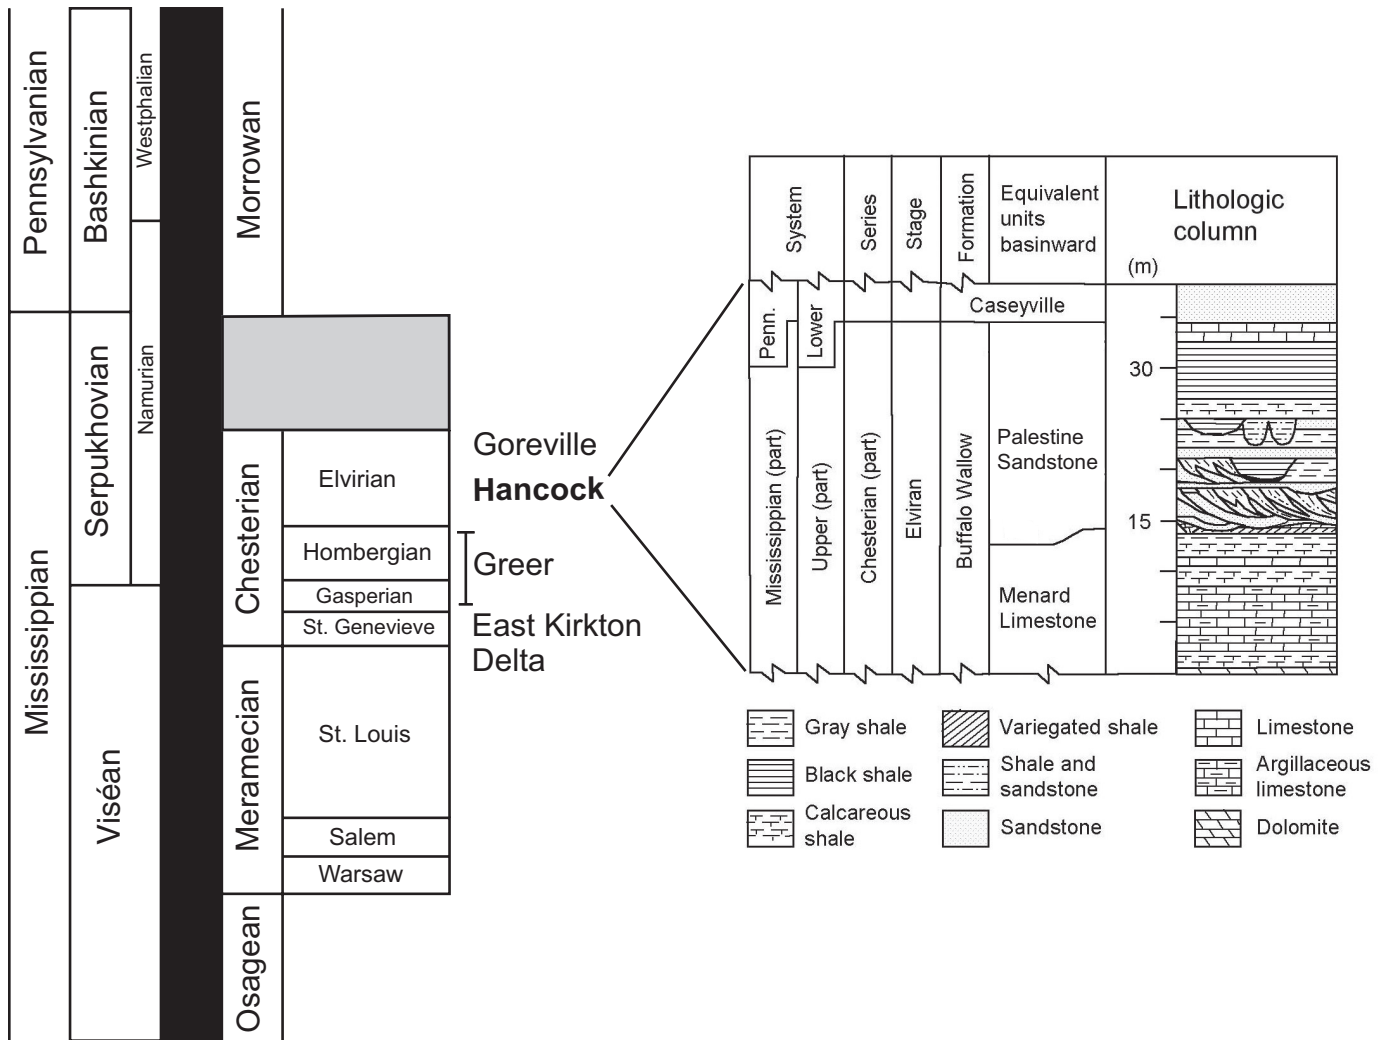 Pennsylvanian
Bashkinian
Westphalian
Morrowan
Mississippian
Serpukhovian
Namurian
Viséan
Chesterian
Elvirian
Hombergian
Gasperian
St. Genevieve
Meramecian
St. Louis
Salem
Warsaw
Osagean
Goreville
Hancock
Greer
East Kirkton
Delta
System
Series
Stage
Formation
Equivalent
units
basinward
Lithologic
column
(m)
Penn.
Lower
Caseyville
Mississippian (part)
Upper (part)
Chesterian (part)
Elviran
Buffalo Wallow
Palestine
Sandstone
Menard
Limestone
30
15
Gray shale
Black shale
Calcareous
shale
Variegated shale
Shale and
sandstone
Sandstone
Limestone
Argillaceous
limestone
Dolomite